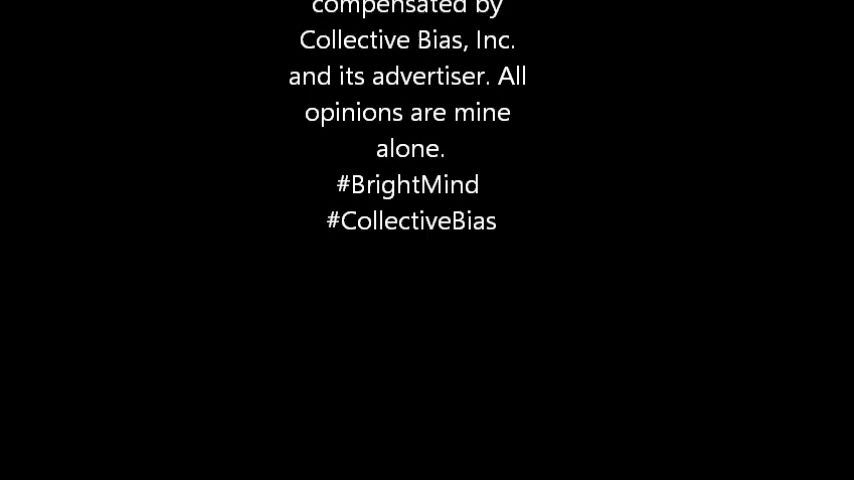 compensated by
Collective Bias, Inc.
and its advertiser. All
opinions are mine
alone.
#BrightMind
#CollectiveBias